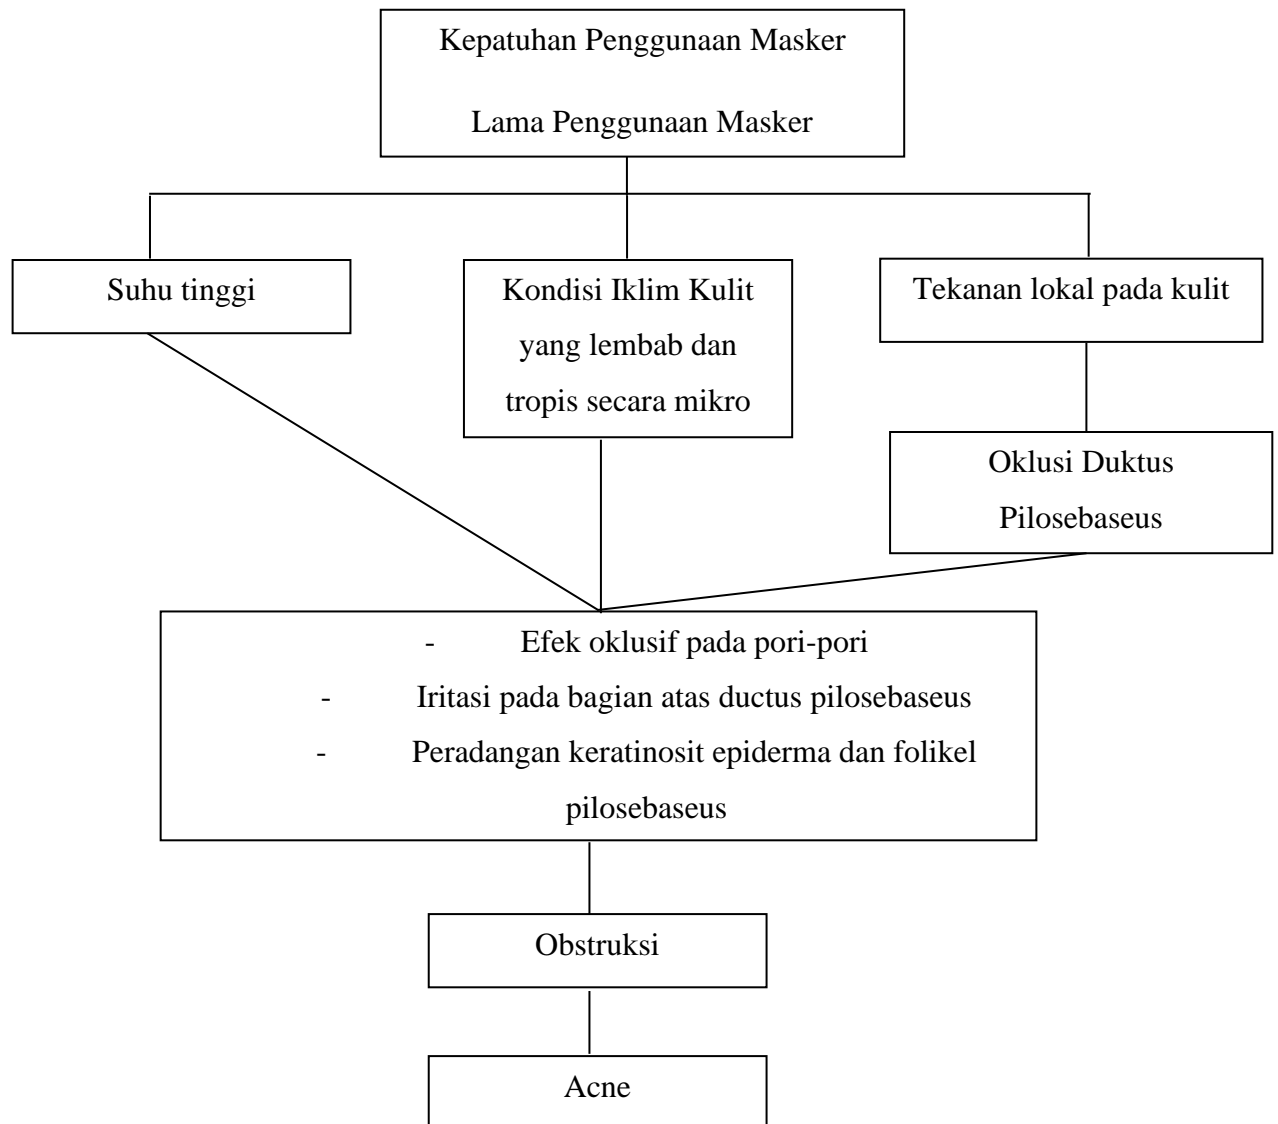 Kepatuhan Penggunaan Masker
Lama Penggunaan Masker
Suhu tinggi
Kondisi Iklim Kulit
yang lembab dan
tropis secara mikro
Tekanan lokal pada kulit
Oklusi Duktus
Pilosebaseus
- Efek oklusif pada pori-pori
- Iritasi pada bagian atas ductus pilosebaseus
- Peradangan keratinosit epiderma dan folikel
pilosebaseus
Obstruksi
Acne